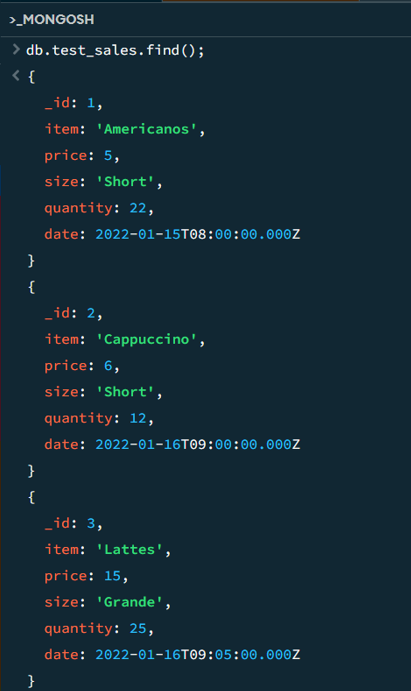 >_MONGOSH
> db.test_sales.find();
< {
_id: 1,
item: 'Americanos',
price: 5,
size: 'Short',
quantity: 22,
date: 2022-01-15T08:00:00.000Z
}
{
_id: 2,
item: 'Cappuccino',
price: 6,
size: 'Short',
quantity: 12,
date: 2022-01-16T09:00:00.000Z
}
{
_id: 3,
item: 'Lattes',
price: 15,
size: 'Grande',
quantity: 25,
date: 2022-01-16T09:05:00.000Z
}